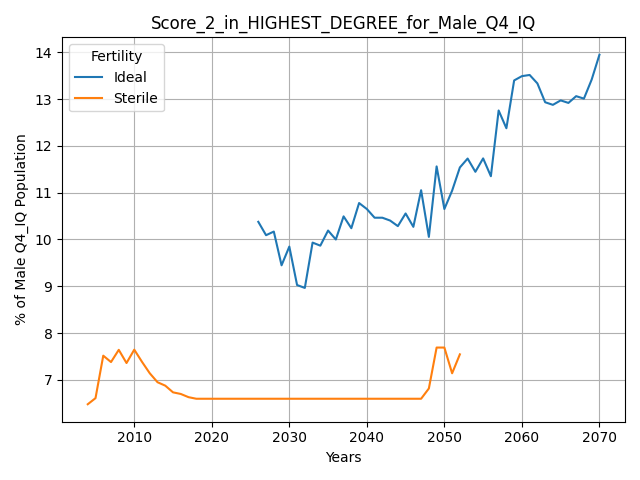 Score_2_in_HIGHEST_DEGREE_for_Male_Q4_IQ
Fertility
Ideal
Sterile
% of Male Q4_IQ Population
14
13
12
11
10
9
8
7
2010 2020 2030 2040 2050 2060 2070
Years